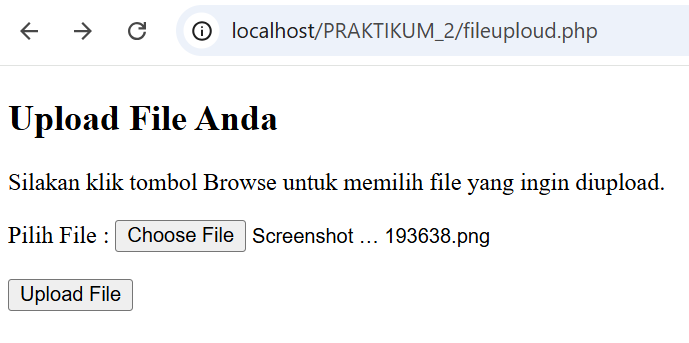 localhost/PRAKTIKUM_2/fileuploud.php
Upload File Anda
Silakan klik tombol Browse untuk memilih file yang ingin diupload.
Pilih File : Choose File Screenshot … 193638.png
Upload File